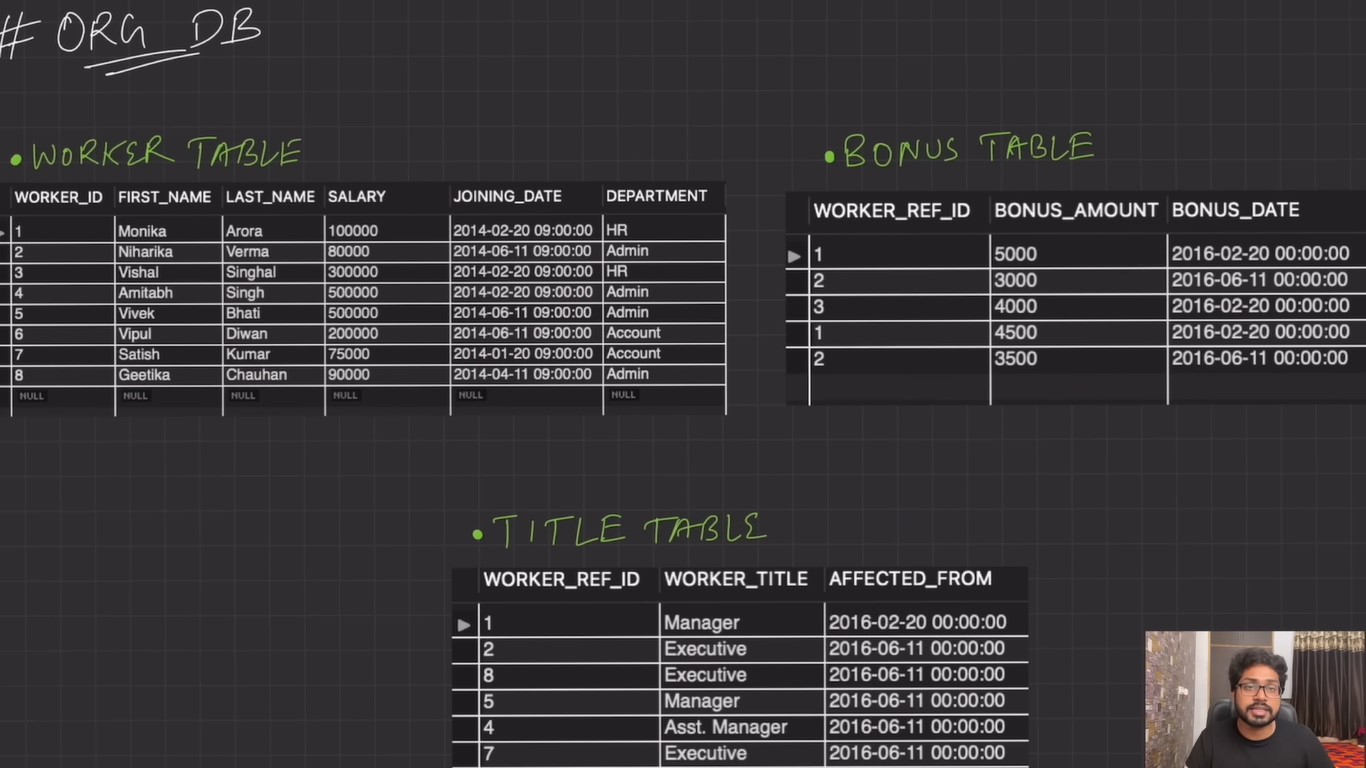 # ORG DB
• WORKER TABLE
WORKER_ID FIRST_NAME LAST_NAME SALARY JOINING_DATE DEPARTMENT
1 Monika Arora 100000 2014-02-20 09:00:00 HR
2 Niharika Verma 80000 2014-06-11 09:00:00 Admin
3 Vishal Singhal 300000 2014-02-20 09:00:00 HR
4 Amitabh Singh 500000 2014-02-20 09:00:00 Admin
5 Vivek Bhati 500000 2014-06-11 09:00:00 Admin
6 Vipul Diwan 200000 2014-06-11 09:00:00 Account
7 Satish Kumar 75000 2014-01-20 09:00:00 Account
8 Geetika Chauhan 90000 2014-04-11 09:00:00 Admin
NULL NULL NULL NULL NULL NULL
• BONUS TABLE
WORKER_REF_ID BONUS_AMOUNT BONUS_DATE
1 5000 2016-02-20 00:00:00
2 3000 2016-06-11 00:00:00
3 4000 2016-02-20 00:00:00
1 4500 2016-02-20 00:00:00
2 3500 2016-06-11 00:00:00
• TITLE TABLE
WORKER_REF_ID WORKER_TITLE AFFECTED_FROM
1 Manager 2016-02-20 00:00:00
2 Executive 2016-06-11 00:00:00
8 Executive 2016-06-11 00:00:00
5 Manager 2016-06-11 00:00:00
4 Asst. Manager 2016-06-11 00:00:00
7 Executive 2016-06-11 00:00:00